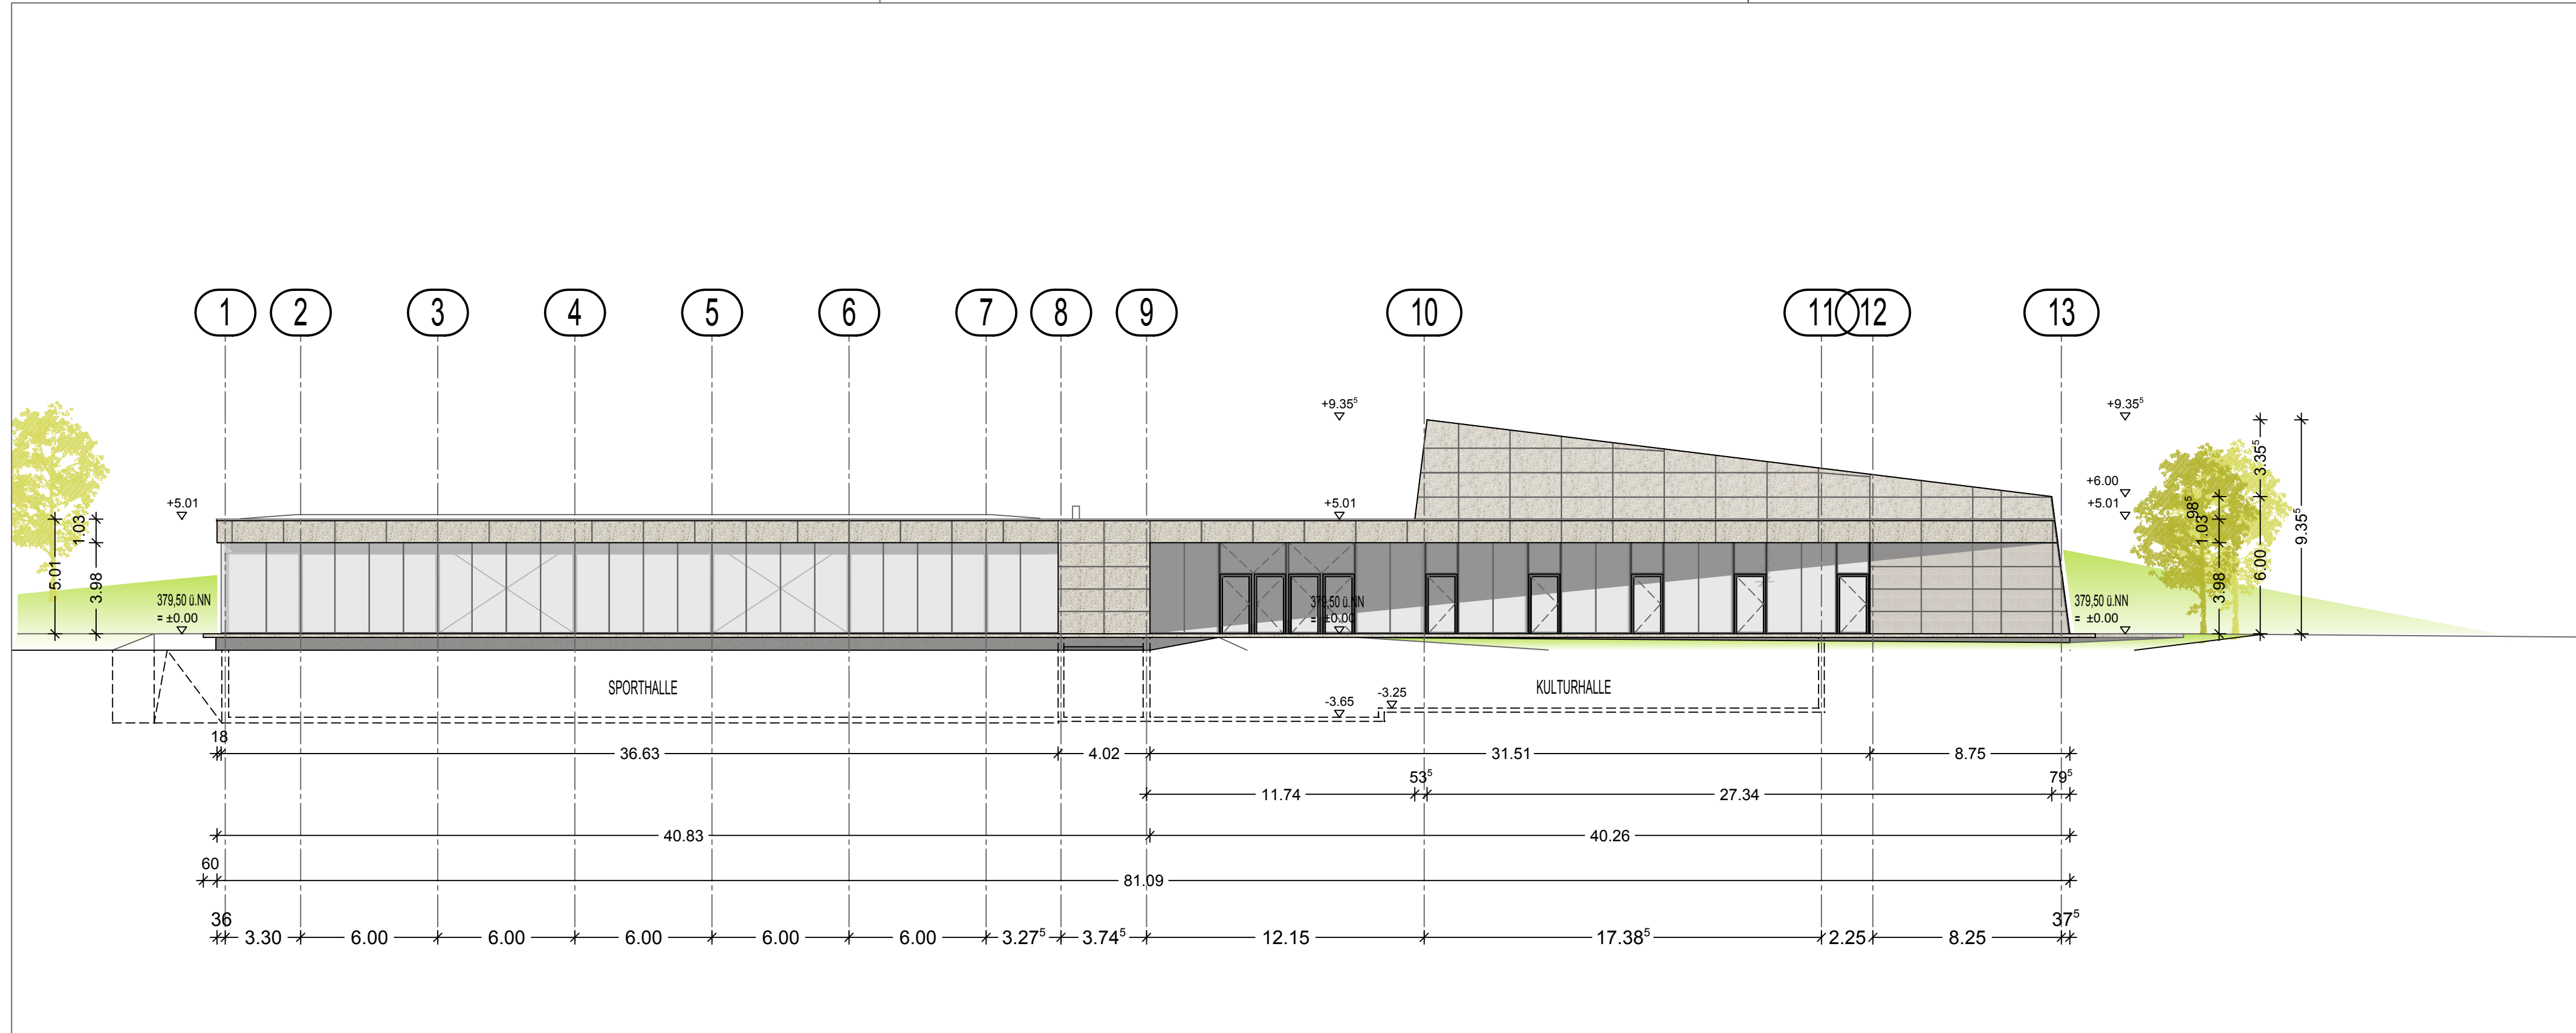 1 2 3 4 5 6 7 8 9 10 11 12 13
+9.35⁵ +9.35⁵
3.35⁵
+6.00
+5.01 +5.01 +5.01
98⁵
1.03 1.03
9.35⁵
5.01 3.98 3.98 6.00
379,50 ü.NN 379,50 ü.NN 379,50 ü.NN
= ±0.00 = ±0.00 = ±0.00
SPORTHALLE KULTURHALLE
-3.25
-3.65
18
36.63 4.02 31.51 8.75
53⁵ 79⁵
11.74 27.34
40.83 40.26
60
81.09
36 37⁵
3.30 6.00 6.00 6.00 6.00 6.00 3.27⁵ 3.74⁵ 12.15 17.38⁵ 2.25 8.25